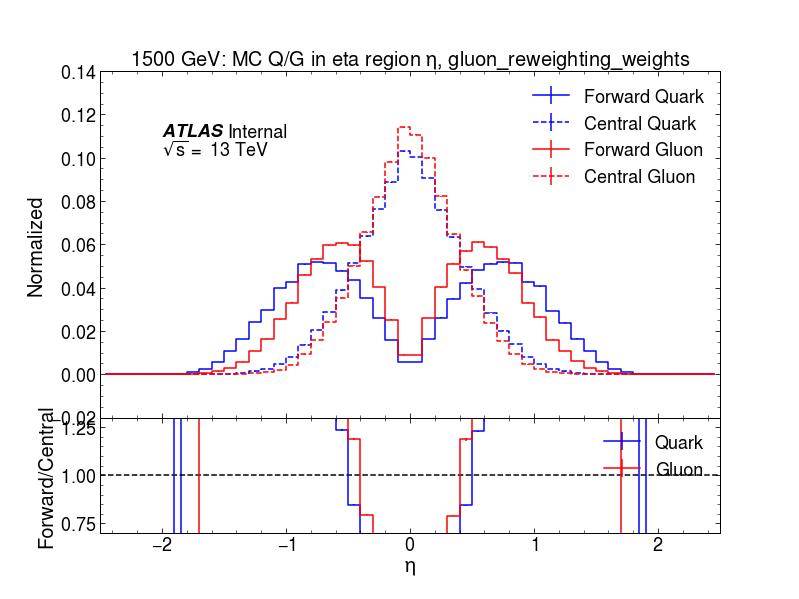 1500 GeV: MC Q/G in eta region η, gluon_reweighting_weights
0.14
0.12
0.10
0.08
0.06
0.04
0.02
0.00
−0.02
Normalized
ATLAS Internal
√s = 13 TeV
Forward Quark
Central Quark
Forward Gluon
Central Gluon
1.25
1.00
0.75
Forward/Central
Quark
Gluon
−2
−1
0
1
2
η